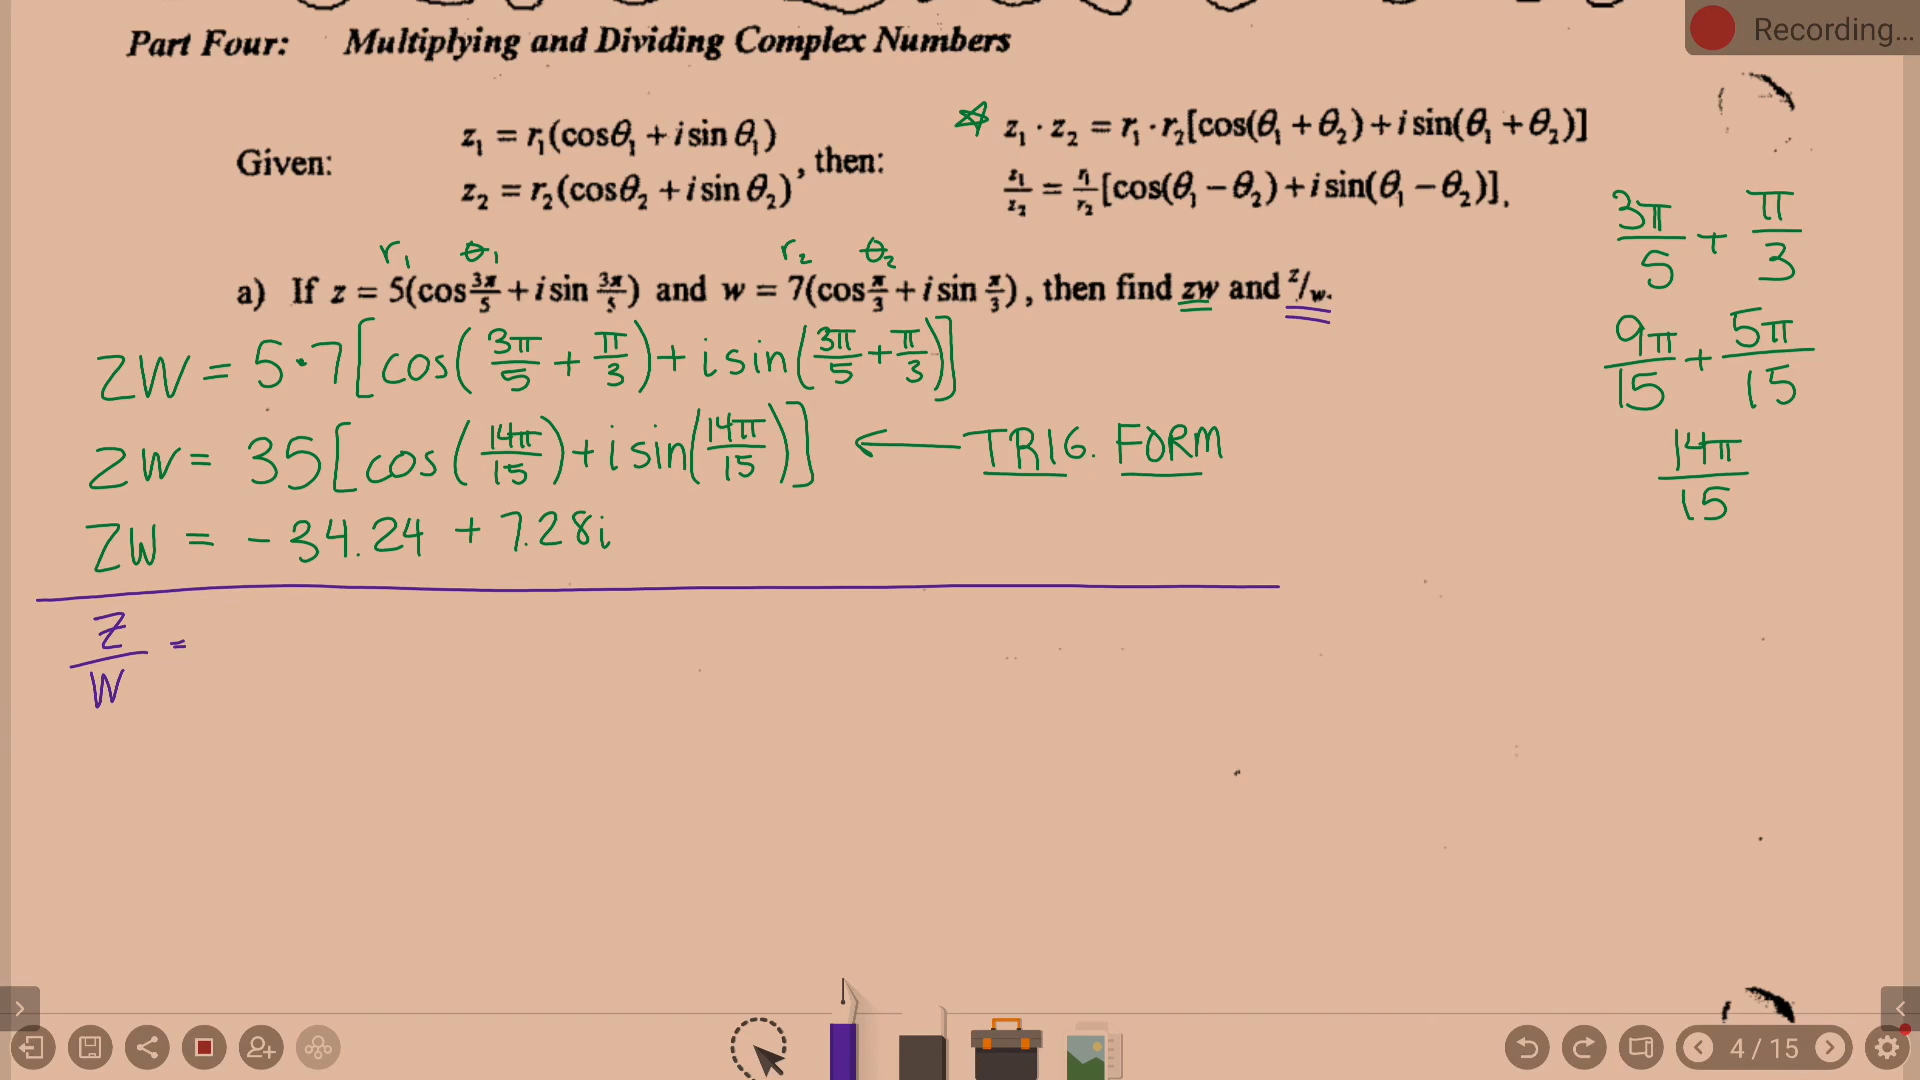 Recording...
Part Four: Multiplying and Dividing Complex Numbers
Given: z₁ = r₁(cosθ₁ + i sin θ₁)
z₂ = r₂(cosθ₂ + i sin θ₂) , then:
☆ z₁ · z₂ = r₁ · r₂[cos(θ₁ + θ₂) + i sin(θ₁ + θ₂)]
z₁/z₂ = r₁/r₂ [cos(θ₁ − θ₂) + i sin(θ₁ − θ₂)].
r₁ θ₁ r₂ θ₂
a) If z = 5(cos 3π/5 + i sin 3π/5) and w = 7(cos π/3 + i sin π/3), then find zw and z/w.
ZW = 5·7[cos(3π/5 + π/3) + i sin(3π/5 + π/3)]
ZW = 35[cos(14π/15) + i sin(14π/15)] ← TRIG. FORM
ZW = -34.24 + 7.28i
Z/W =
3π/5 + π/3
9π/15 + 5π/15
14π/15
4 / 15